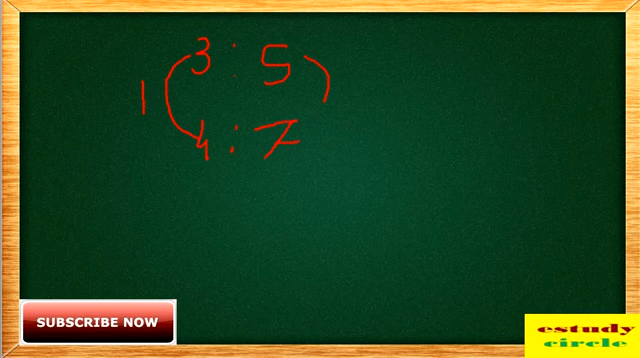 3 : 5
1
4 : 7
SUBSCRIBE NOW
estudy
circle